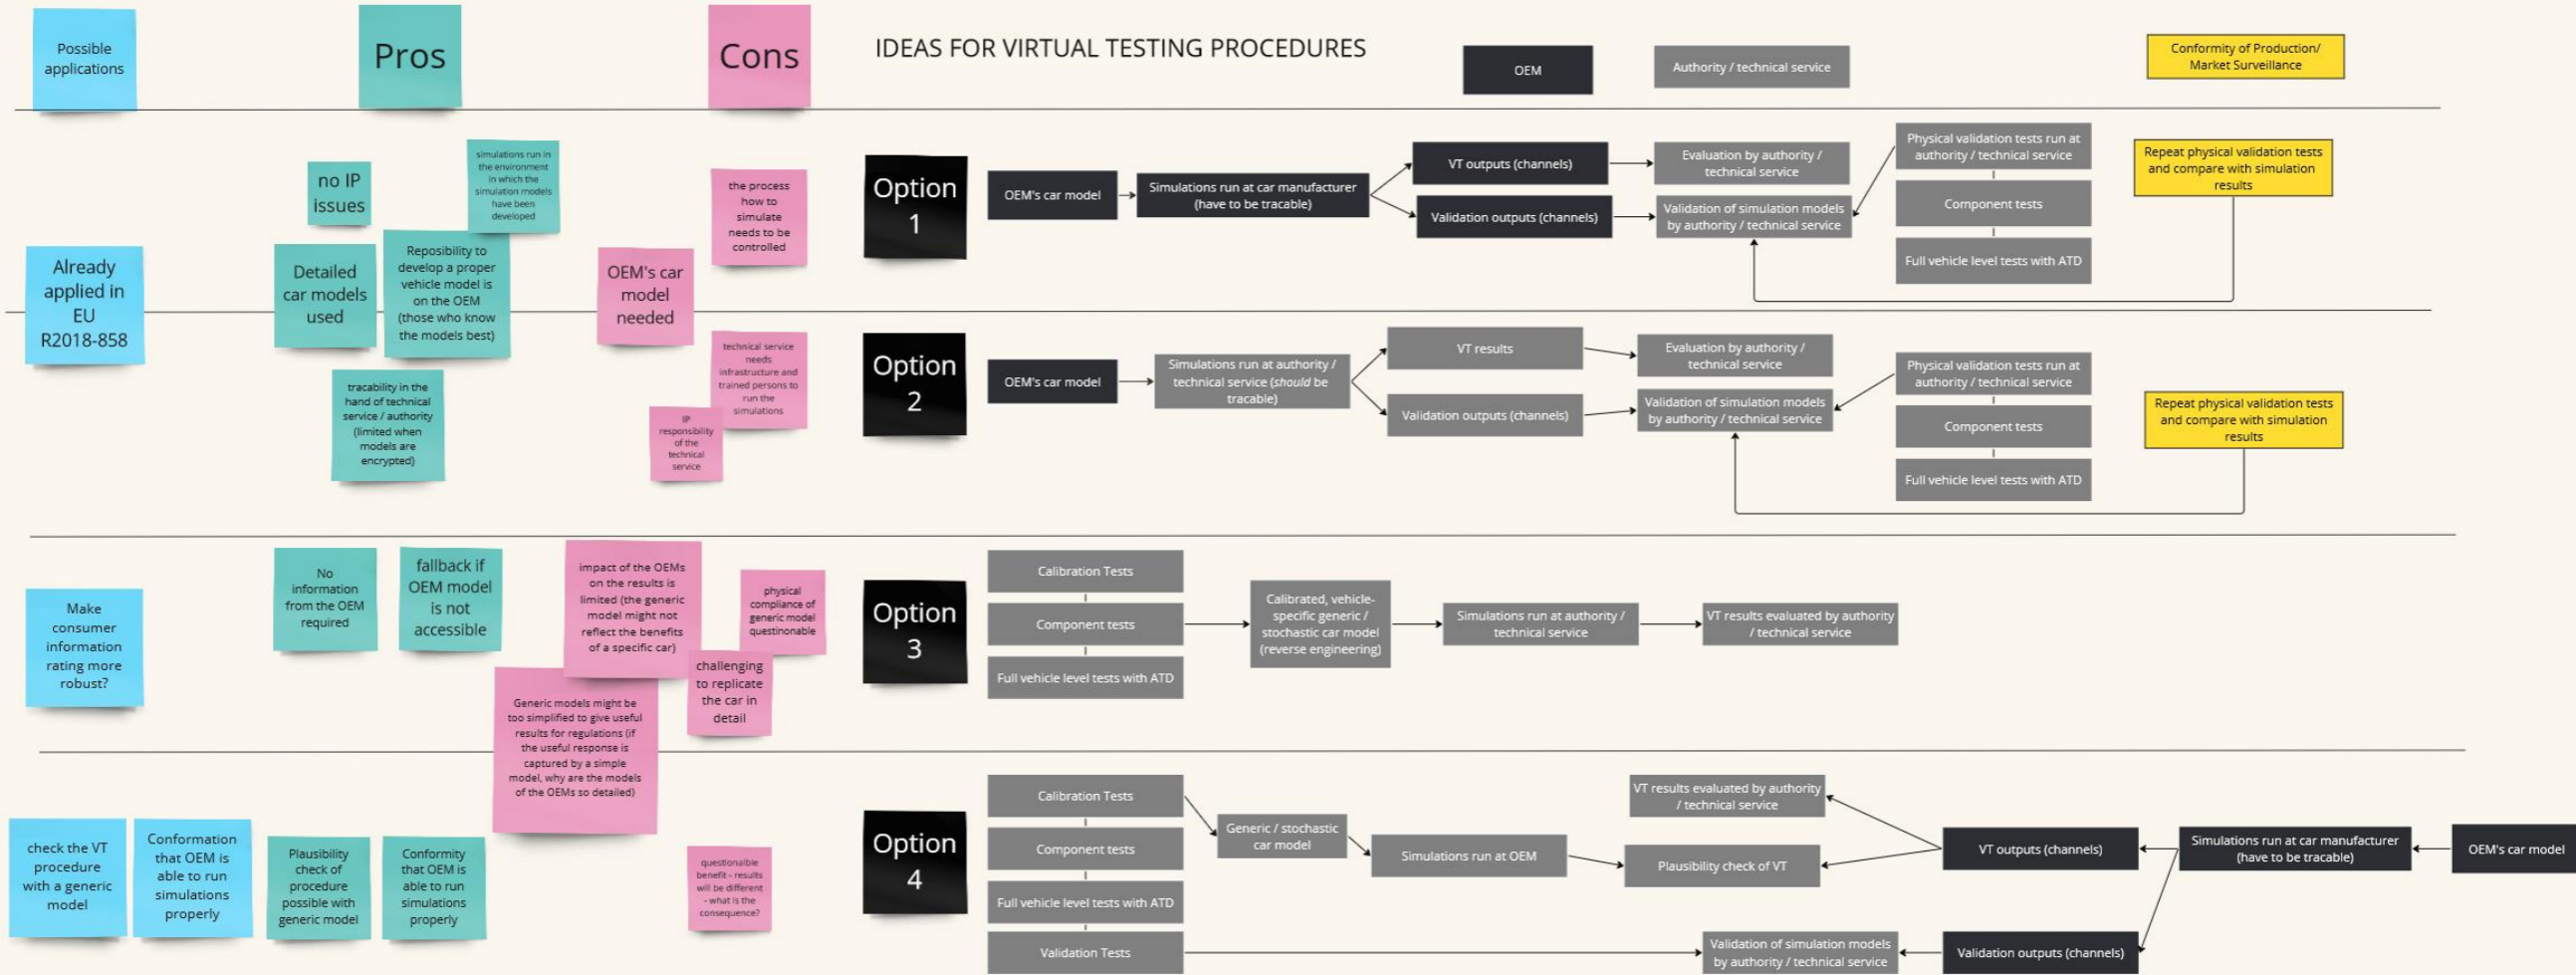 Possible
applications
Pros
Cons
IDEAS FOR VIRTUAL TESTING PROCEDURES
OEM
Authority / technical service
Conformity of Production/
Market Surveillance
Already
applied in
EU
R2018-858
no IP
issues
simulations run in
the environment
in which the
simulation models
have been
developed
Detailed
car models
used
Reposibility to
develop a proper
vehicle model is
on the OEM
(those who know
the models best)
tracability in the
hand of technical
service / authority
(limited when
models are
encrypted)
the process
how to
simulate
needs to be
controlled
OEM's car
model
needed
technical service
needs
infrastructure and
trained persons to
run the
simulations
IP
responsibility
of the
technical
service
Option
1
OEM's car model
Simulations run at car manufacturer
(have to be tracable)
VT outputs (channels)
Validation outputs (channels)
Evaluation by authority /
technical service
Validation of simulation models
by authority / technical service
Physical validation tests run at
authority / technical service
Component tests
Full vehicle level tests with ATD
Repeat physical validation tests
and compare with simulation
results
Option
2
OEM's car model
Simulations run at authority /
technical service (should be
tracable)
VT results
Validation outputs (channels)
Evaluation by authority /
technical service
Validation of simulation models
by authority / technical service
Physical validation tests run at
authority / technical service
Component tests
Full vehicle level tests with ATD
Repeat physical validation tests
and compare with simulation
results
Make
consumer
information
rating more
robust?
No
information
from the OEM
required
fallback if
OEM model
is not
accessible
impact of the OEMs
on the results is
limited (the generic
model might not
reflect the benefits
of a specific car)
physical
compliance of
generic model
questinonable
challenging
to replicate
the car in
detail
Generic models might be
too simplified to give useful
results for regulations (if
the useful response is
captured by a simple
model, why are the models
of the OEMs so detailed)
Option
3
Calibration Tests
Component tests
Full vehicle level tests with ATD
Calibrated, vehicle-
specific generic /
stochastic car model
(reverse engineering)
Simulations run at authority /
technical service
VT results evaluated by authority
/ technical service
check the VT
procedure
with a generic
model
Conformation
that OEM is
able to run
simulations
properly
Plausibility
check of
procedure
possible with
generic model
Conformity
that OEM is
able to run
simulations
properly
questionalble
benefit - results
will be different
- what is the
consequence?
Option
4
Calibration Tests
Component tests
Full vehicle level tests with ATD
Validation Tests
Generic / stochastic
car model
Simulations run at OEM
VT results evaluated by authority
/ technical service
Plausibility check of VT
Validation of simulation models
by authority / technical service
VT outputs (channels)
Validation outputs (channels)
Simulations run at car manufacturer
(have to be tracable)
OEM's car model